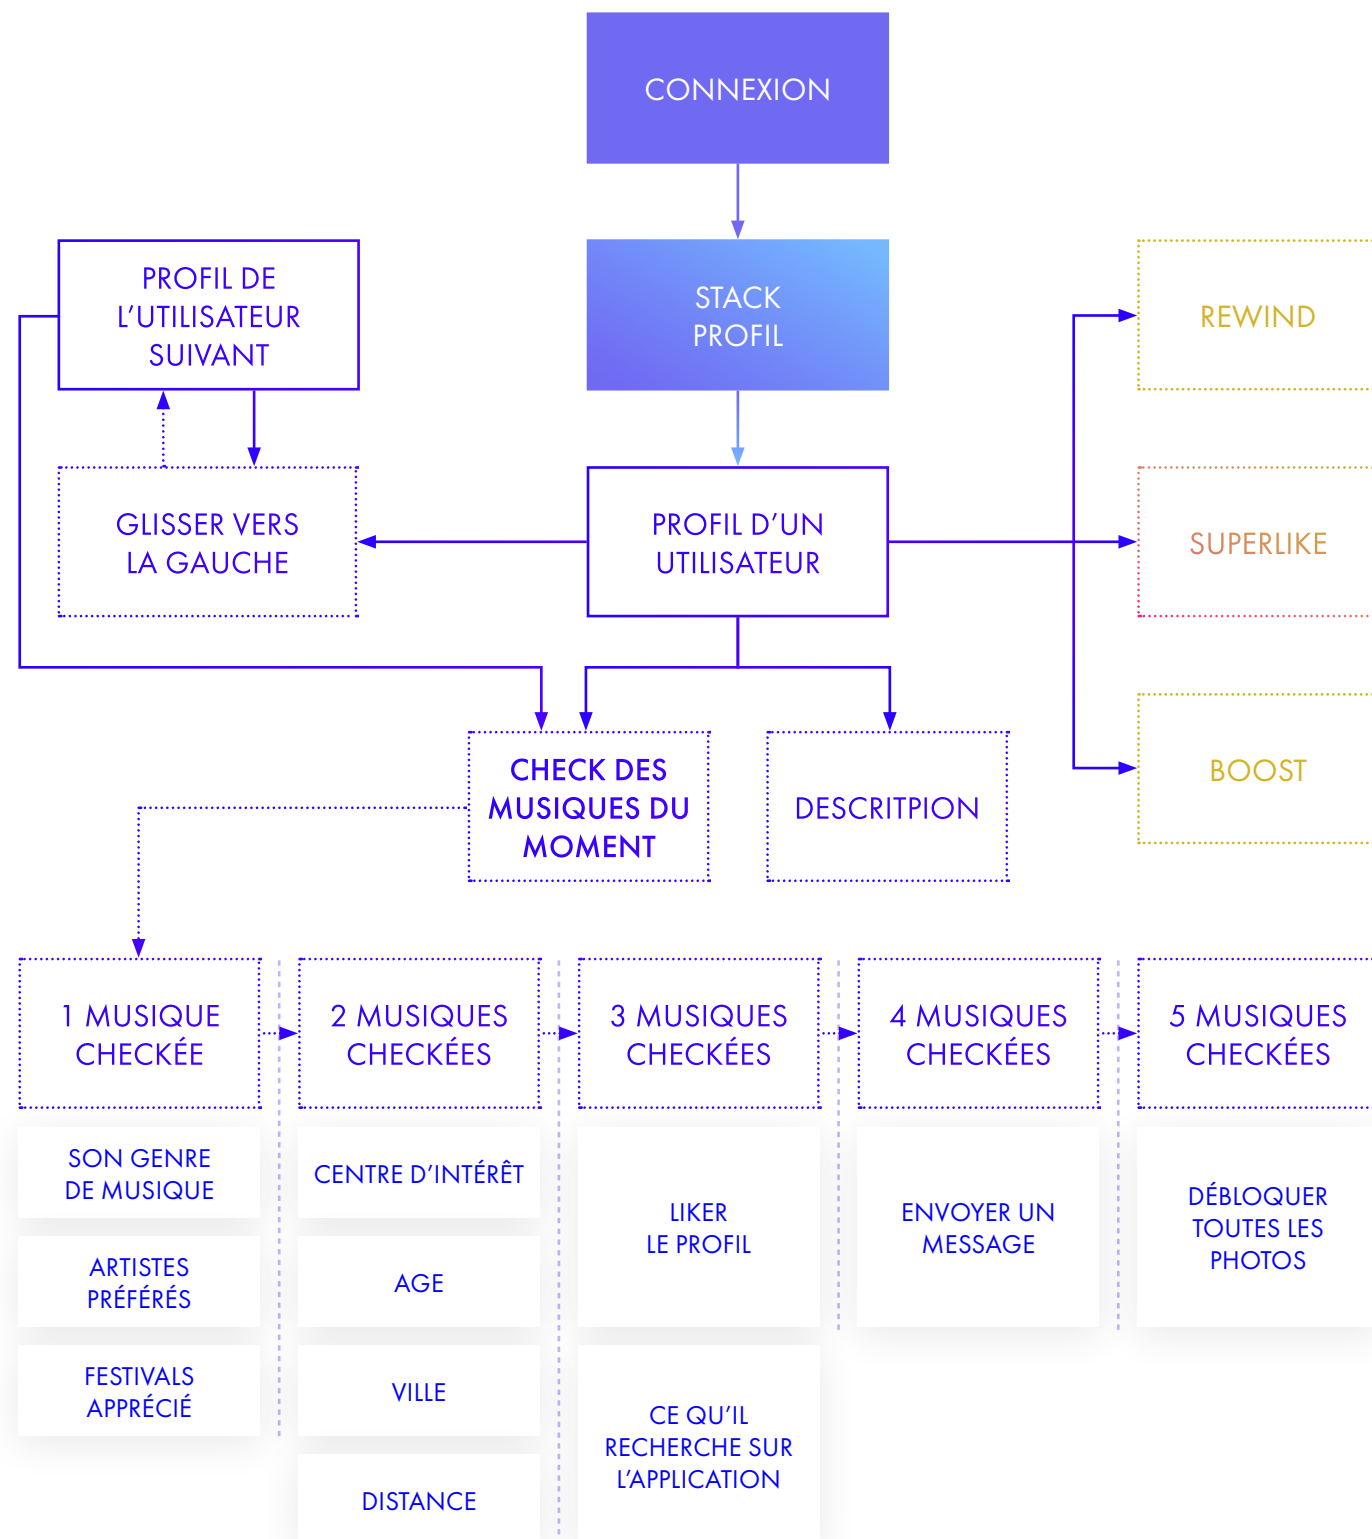 CONNEXION
PROFIL DE
L'UTILISATEUR
SUIVANT
STACK
PROFIL
REWIND
GLISSER VERS
LA GAUCHE
PROFIL D'UN
UTILISATEUR
SUPERLIKE
CHECK DES
MUSIQUES DU
MOMENT
DESCRITPION
BOOST
1 MUSIQUE
CHECKÉE
2 MUSIQUES
CHECKÉES
3 MUSIQUES
CHECKÉES
4 MUSIQUES
CHECKÉES
5 MUSIQUES
CHECKÉES
SON GENRE
DE MUSIQUE
ARTISTES
PRÉFÉRÉS
FESTIVALS
APPRÉCIÉ
CENTRE D'INTÉRÊT
AGE
VILLE
DISTANCE
LIKER
LE PROFIL
CE QU'IL
RECHERCHE SUR
L'APPLICATION
ENVOYER UN
MESSAGE
DÉBLOQUER
TOUTES LES
PHOTOS